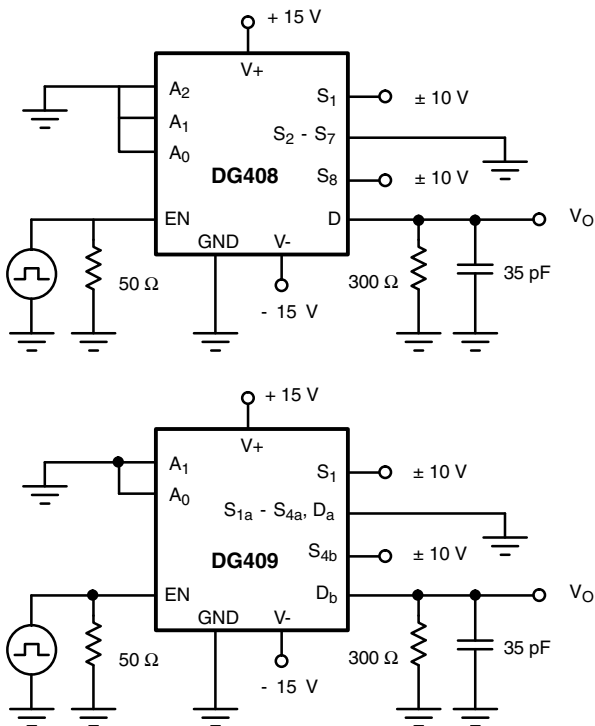 + 15 V
V+
A2
S1
± 10 V
A1
S2 - S7
A0
DG408
S8
± 10 V
EN
D
VO
GND
V-
50 Ω
300 Ω
35 pF
- 15 V
+ 15 V
V+
A1
S1
± 10 V
A0
S1a - S4a, Da
DG409
S4b
± 10 V
EN
Db
VO
GND
V-
50 Ω
300 Ω
35 pF
- 15 V